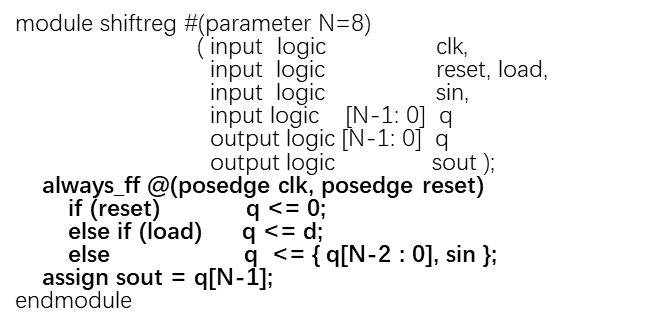 module shiftreg #(parameter N=8)
( input logic clk,
input logic reset, load,
input logic sin,
input logic [N-1: 0] q
output logic [N-1: 0] q
output logic sout );
always_ff @(posedge clk, posedge reset)
if (reset) q <= 0;
else if (load) q <= d;
else q <= { q[N-2 : 0], sin };
assign sout = q[N-1];
endmodule